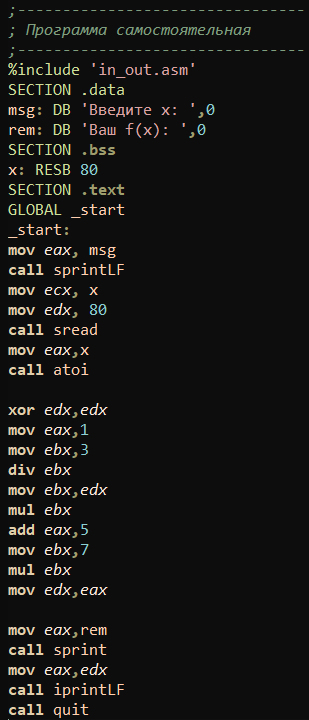 ;--------------------------------
; Программа самостоятельная
;--------------------------------
%include 'in_out.asm'
SECTION .data
msg: DB 'Введите x: ',0
rem: DB 'Ваш f(x): ',0
SECTION .bss
x: RESB 80
SECTION .text
GLOBAL _start
_start:
mov eax, msg
call sprintLF
mov ecx, x
mov edx, 80
call sread
mov eax,x
call atoi
xor edx,edx
mov eax,1
mov ebx,3
div ebx
mov ebx,edx
mul ebx
add eax,5
mov ebx,7
mul ebx
mov edx,eax
mov eax,rem
call sprint
mov eax,edx
call iprintLF
call quit